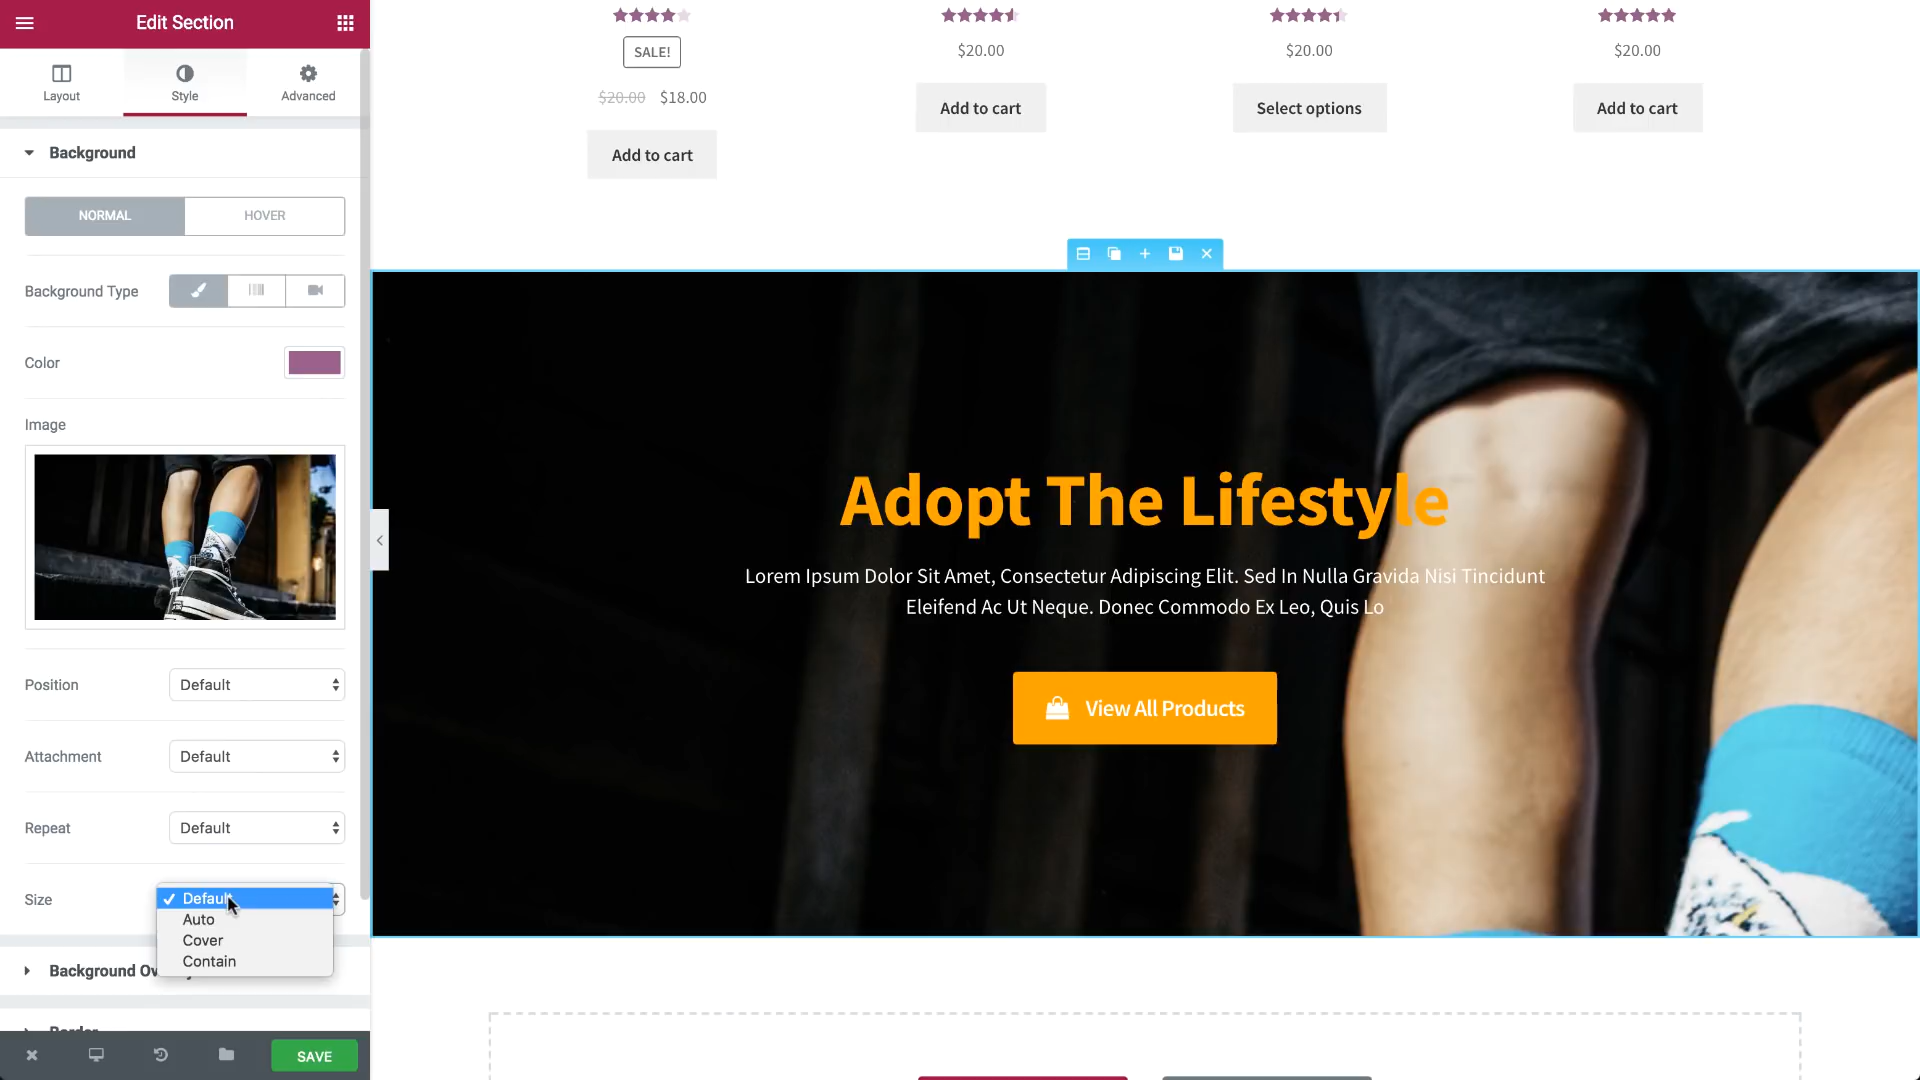 Edit Section
Layout
Style
Advanced
Background
NORMAL
HOVER
Background Type
Color
Image
Position
Default
Attachment
Default
Repeat
Default
Size
Default
Auto
Cover
Contain
Background Ov
Border
SAVE
SALE!
$20.00 $18.00
Add to cart
$20.00
Add to cart
$20.00
Select options
$20.00
Add to cart
Adopt The Lifestyle
Lorem Ipsum Dolor Sit Amet, Consectetur Adipiscing Elit. Sed In Nulla Gravida Nisi Tincidunt
Eleifend Ac Ut Neque. Donec Commodo Ex Leo, Quis Lo
View All Products